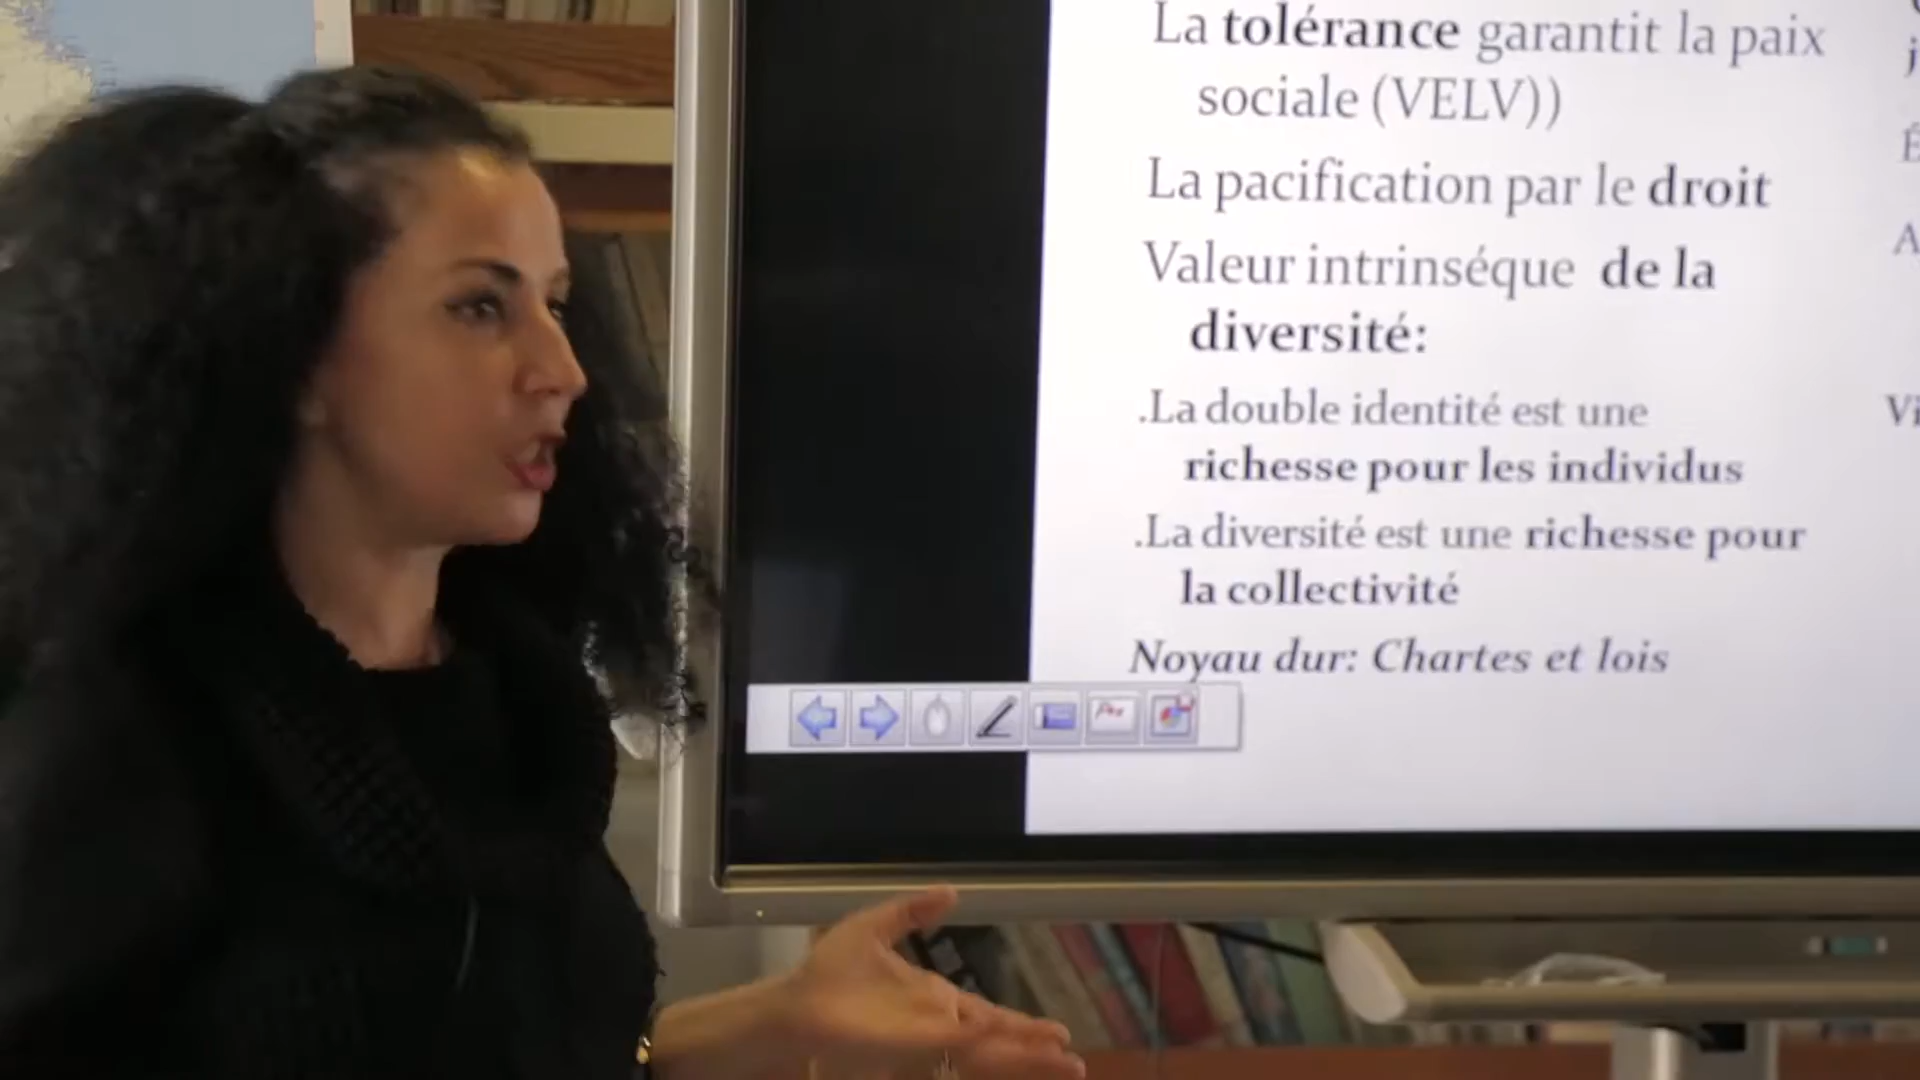 La tolérance garantit la paix
sociale (VELV))
La pacification par le droit
Valeur intrinséque de la
diversité:
.La double identité est une
richesse pour les individus
.La diversité est une richesse pour
la collectivité
Noyau dur: Chartes et lois